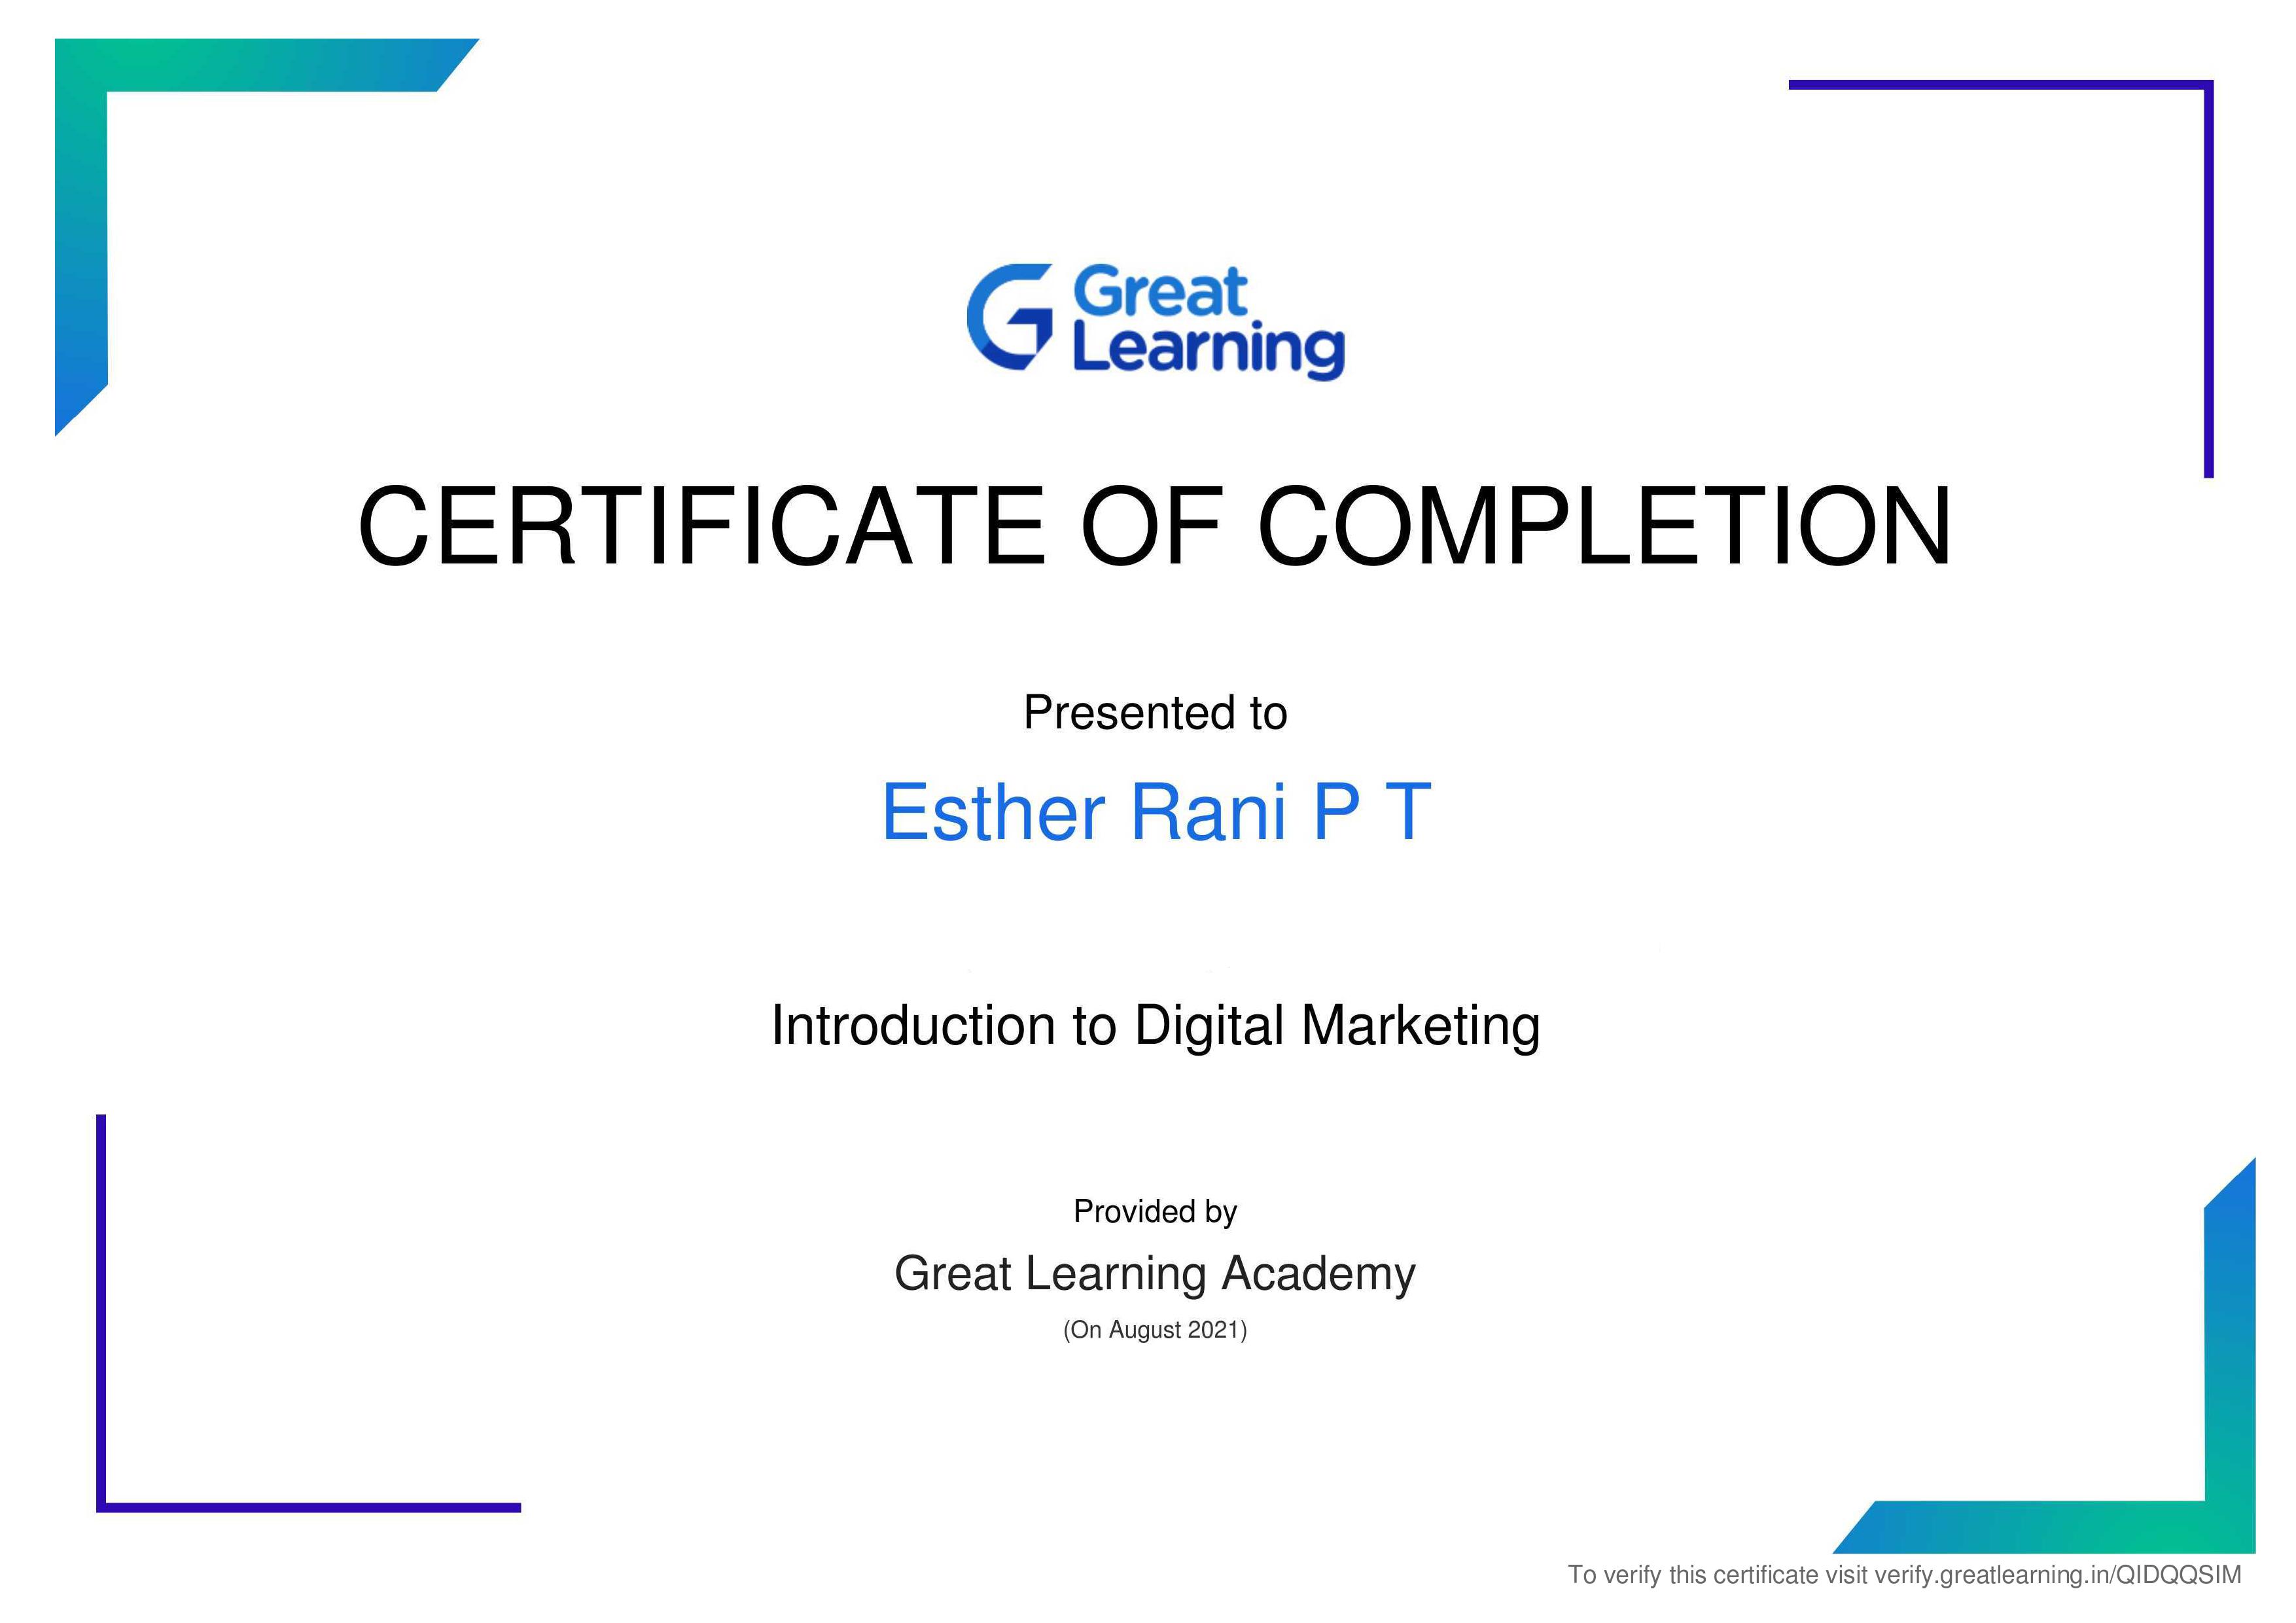 Great
Learning
CERTIFICATE OF COMPLETION
Presented to
Esther Rani P T
Introduction to Digital Marketing
Provided by
Great Learning Academy
(On August 2021)
To verify this certificate visit verify.greatlearning.in/QIDQQSIM